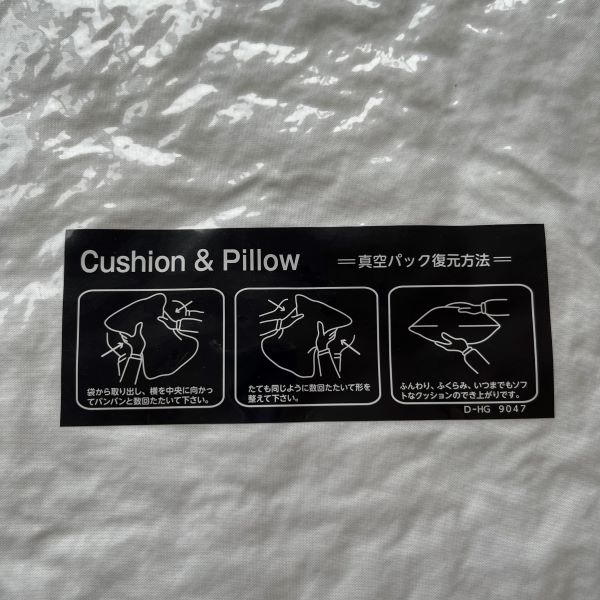 Cushion & Pillow
＝真空パック復元方法＝
袋から取り出し、横を中央に向かっ
てパンパンと数回たたいて下さい。
たても同じように数回たたいて形を
整えて下さい。
ふんわり、ふくらみ、いつまでもソフ
トなクッションのでき上がりです。
D-HG 9047